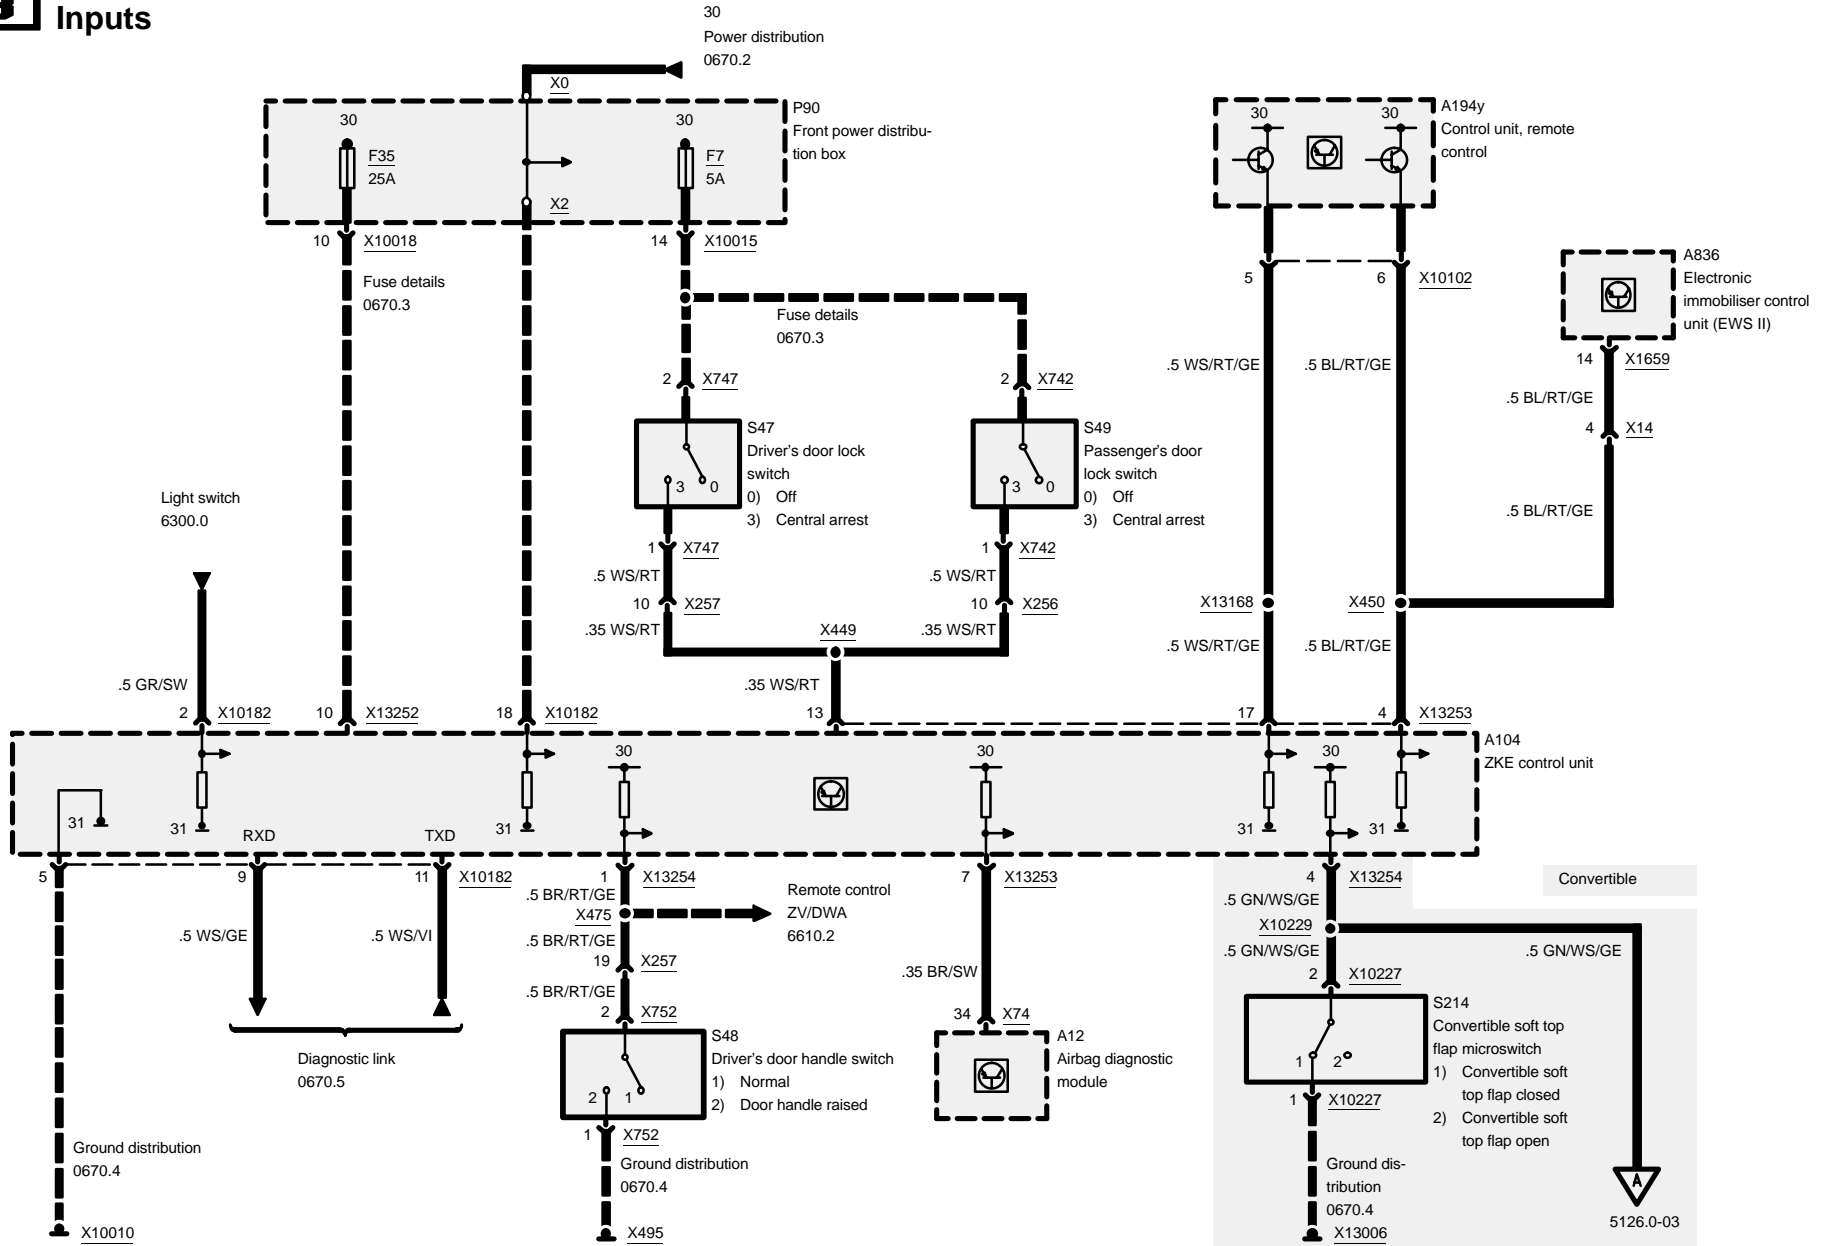 Inputs
30
Power distribution
0670.2
X0
P90
Front power distribu-
tion box
30
F35
25A
30
F7
5A
X2
10 X10018
14 X10015
Fuse details
0670.3
Fuse details
0670.3
A194y
Control unit, remote
control
30
30
5
6 X10102
A836
Electronic
immobiliser control
unit (EWS II)
14 X1659
.5 BL/RT/GE
4 X14
.5 BL/RT/GE
.5 WS/RT/GE
.5 BL/RT/GE
2 X747
2 X742
S47
Driver's door lock
switch
0) Off
3) Central arrest
3 0
S49
Passenger's door
lock switch
0) Off
3) Central arrest
3 0
1 X747
.5 WS/RT
10 X257
.35 WS/RT
1 X742
.5 WS/RT
10 X256
.35 WS/RT
X449
.35 WS/RT
X13168
X450
.5 WS/RT/GE
.5 BL/RT/GE
Light switch
6300.0
.5 GR/SW
2 X10182
10 X13252
18 X10182
13
17
4 X13253
A104
ZKE control unit
31
31
RXD
TXD
31
30
30
31
30
31
5
9
11 X10182
1 X13254
7 X13253
4 X13254
Convertible
.5 WS/GE
.5 WS/VI
Diagnostic link
0670.5
.5 BR/RT/GE
X475
Remote control
ZV/DWA
6610.2
.5 BR/RT/GE
19 X257
.5 BR/RT/GE
2 X752
S48
Driver's door handle switch
1) Normal
2) Door handle raised
2 1
1 X752
Ground distribution
0670.4
X495
Ground distribution
0670.4
X10010
.35 BR/SW
34 X74
A12
Airbag diagnostic
module
.5 GN/WS/GE
X10229
.5 GN/WS/GE
.5 GN/WS/GE
2 X10227
S214
Convertible soft top
flap microswitch
1) Convertible soft
top flap closed
2) Convertible soft
top flap open
1 2
1 X10227
Ground dis-
tribution
0670.4
X13006
A
5126.0-03